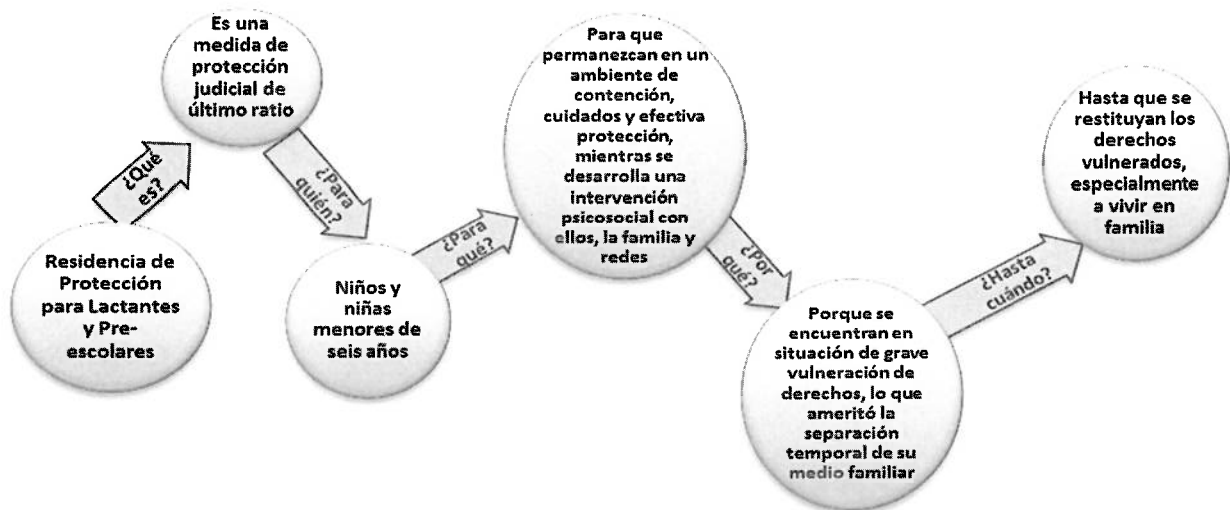 Residencia de
Protección
para Lactantes
y Pre-
escolares
¿Qué
es?
Es una
medida de
protección
judicial de
último ratio
¿Para
quién?
Niños y
niñas
menores de
seis años
¿Para
qué?
Para que
permanezcan en un
ambiente de
contención,
cuidados y efectiva
protección,
mientras se
desarrolla una
intervención
psicosocial con
ellos, la familia y
redes
¿Por
qué?
Porque se
encuentran en
situación de grave
vulneración de
derechos, lo que
ameritó la
separación
temporal de su
medio familiar
¿Hasta
cuándo?
Hasta que se
restituyan los
derechos
vulnerados,
especialmente
a vivir en
familia